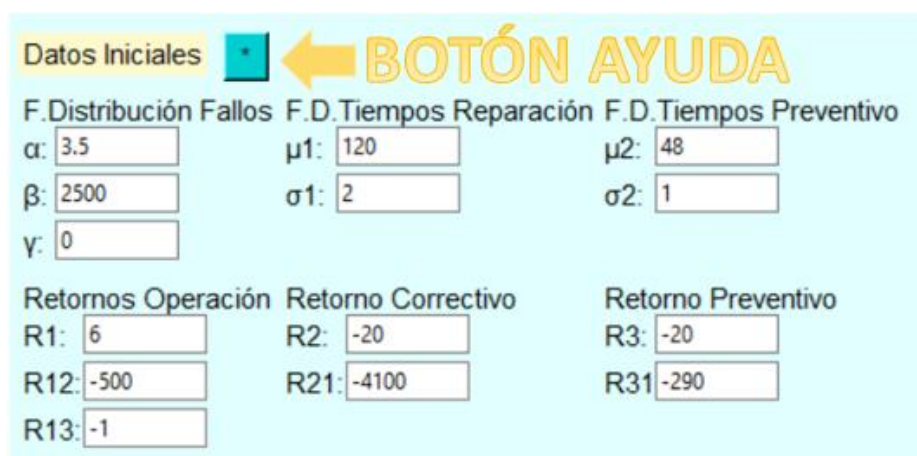 Datos Iniciales * BOTÓN AYUDA
F.Distribución Fallos F.D.Tiempos Reparación F.D.Tiempos Preventivo
α: 3.5 μ1: 120 μ2: 48
β: 2500 σ1: 2 σ2: 1
γ: 0
Retornos Operación Retorno Correctivo Retorno Preventivo
R1: 6 R2: -20 R3: -20
R12: -500 R21: -4100 R31 -290
R13: -1